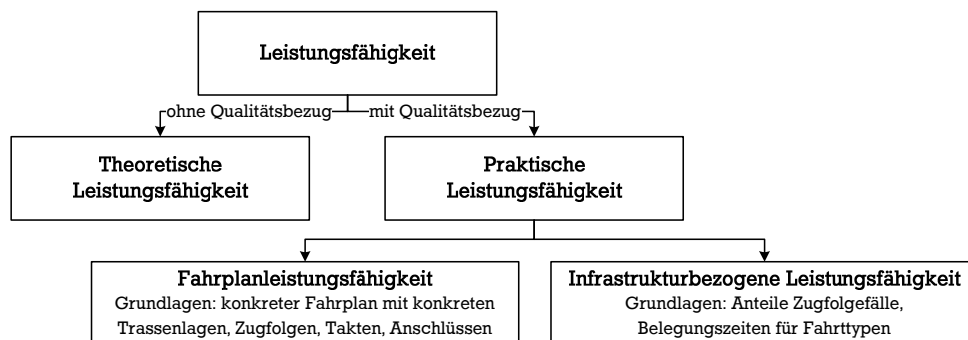 Leistungsfähigkeit
ohne Qualitätsbezug
mit Qualitätsbezug
Theoretische
Leistungsfähigkeit
Praktische
Leistungsfähigkeit
Fahrplanleistungsfähigkeit
Grundlagen: konkreter Fahrplan mit konkreten
Trassenlagen, Zugfolgen, Takten, Anschlüssen
Infrastrukturbezogene Leistungsfähigkeit
Grundlagen: Anteile Zugfolgefälle,
Belegungszeiten für Fahrttypen